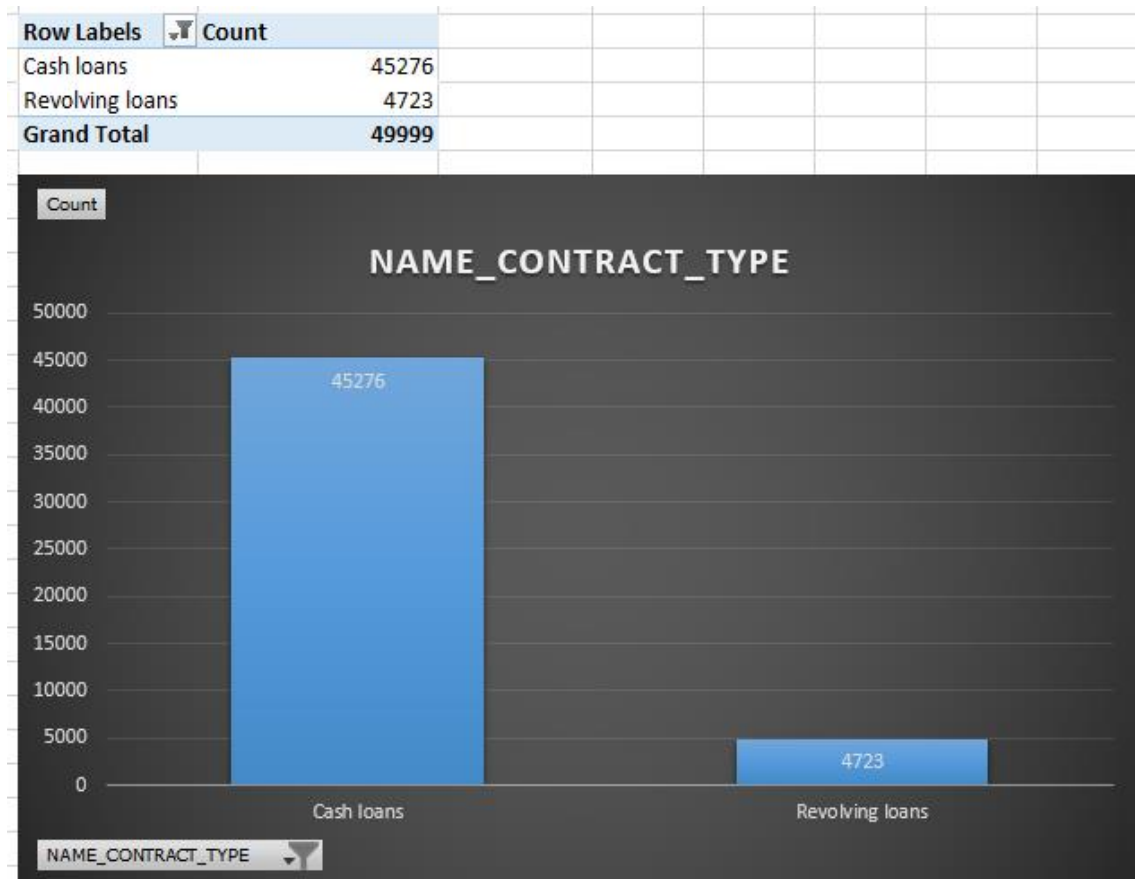 Row Labels Count
Cash loans 45276
Revolving loans 4723
Grand Total 49999
Count
NAME_CONTRACT_TYPE
50000
45000
45276
40000
35000
30000
25000
20000
15000
10000
5000
4723
0
Cash loans Revolving loans
NAME_CONTRACT_TYPE